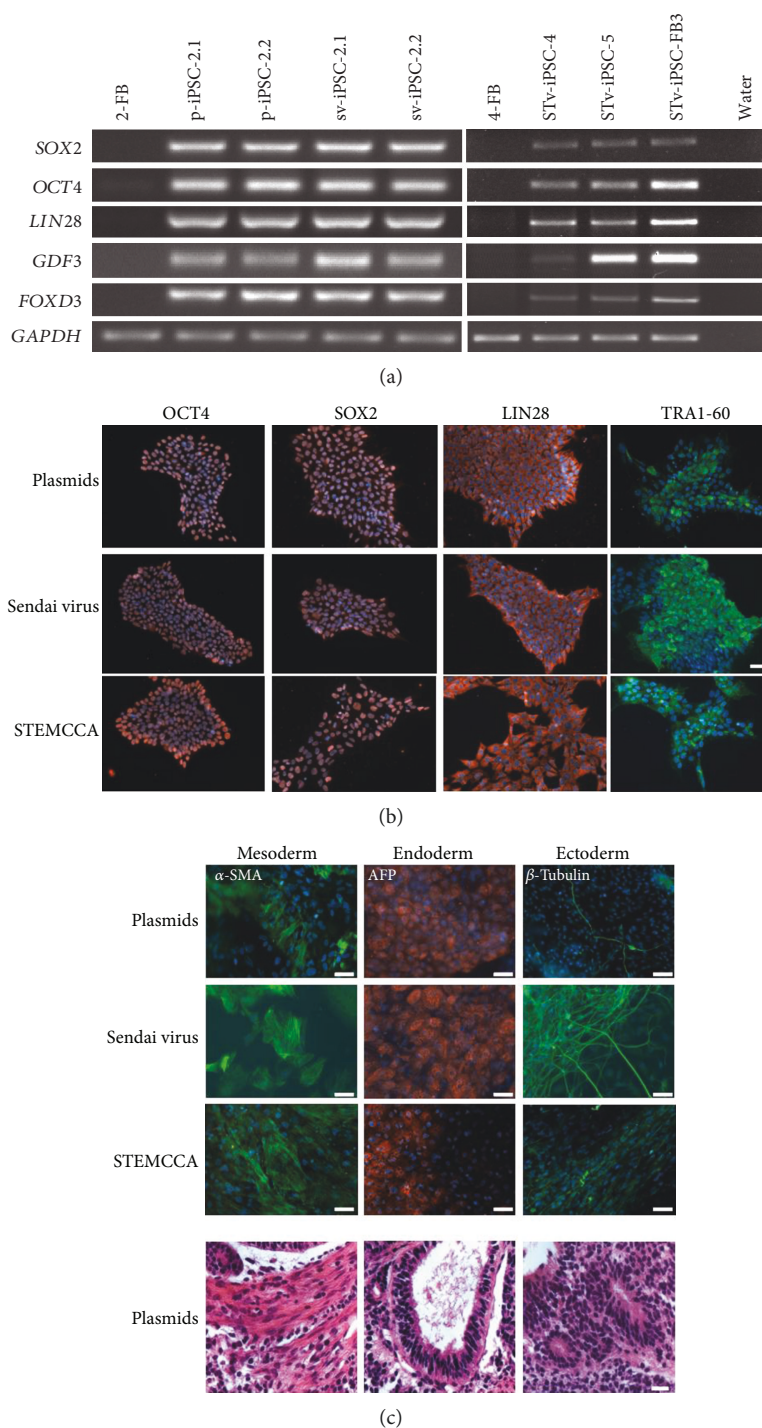 2-FB
p-iPSC-2.1
p-iPSC-2.2
sv-iPSC-2.1
sv-iPSC-2.2
4-FB
STv-iPSC-4
STv-iPSC-5
STv-iPSC-FB3
Water
SOX2
OCT4
LIN28
GDF3
FOXD3
GAPDH
(a)
OCT4 SOX2 LIN28 TRA1-60
Plasmids
Sendai virus
STEMCCA
(b)
Mesoderm Endoderm Ectoderm
α-SMA AFP β-Tubulin
Plasmids
Sendai virus
STEMCCA
Plasmids
(c)